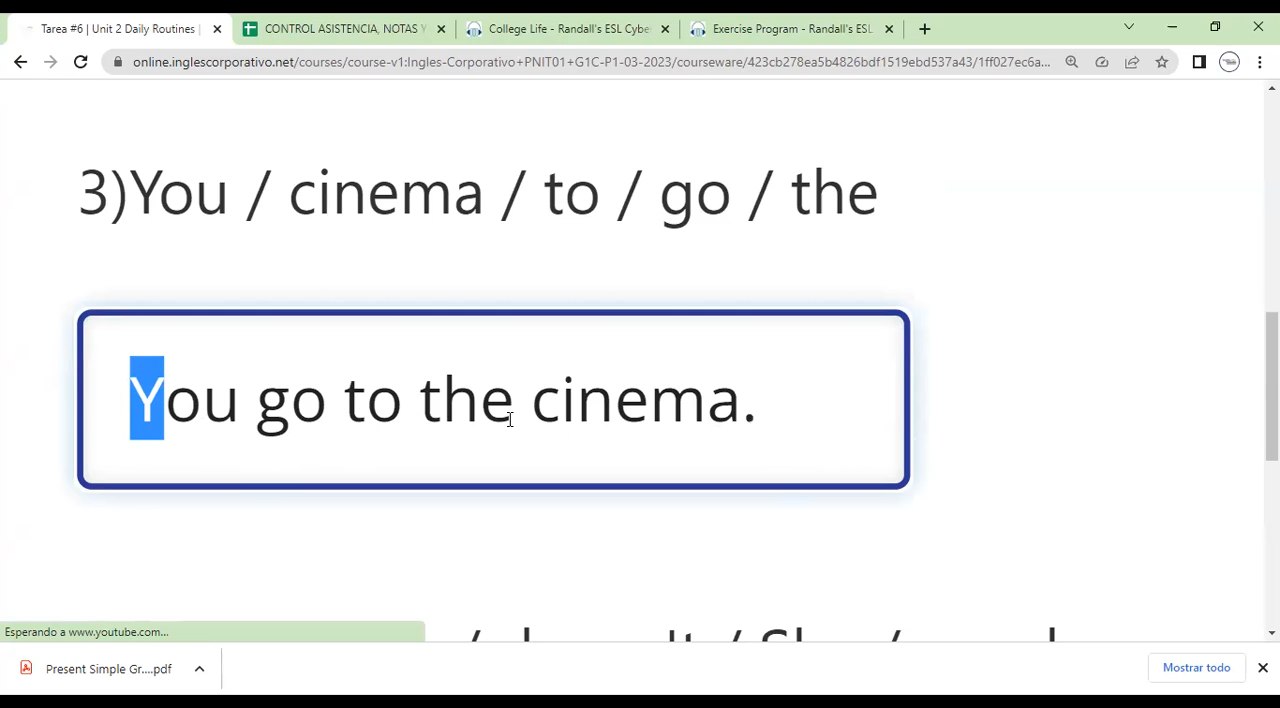 Tarea #6 | Unit 2 Daily Routines |
CONTROL ASISTENCIA, NOTAS Y
College Life - Randall's ESL Cyber
Exercise Program - Randall's ESL
online.inglescorporativo.net/courses/course-v1:Ingles-Corporativo+PNIT01+G1C-P1-03-2023/courseware/423cb278ea5b4826bdf1519ebd537a43/1ff027ec6a...
3)You / cinema / to / go / the
You go to the cinema.
Esperando a www.youtube.com...
Present Simple Gr....pdf
Mostrar todo